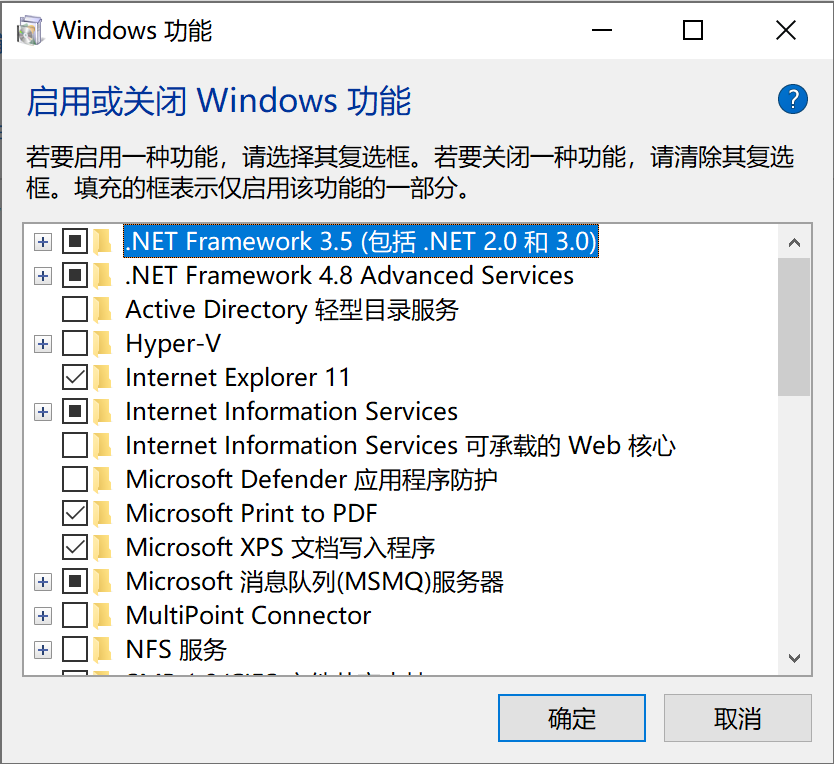 Windows 功能
启用或关闭 Windows 功能
?
若要启用一种功能，请选择其复选框。若要关闭一种功能，请清除其复选
框。填充的框表示仅启用该功能的一部分。
.NET Framework 3.5 (包括 .NET 2.0 和 3.0)
.NET Framework 4.8 Advanced Services
Active Directory 轻型目录服务
Hyper-V
Internet Explorer 11
Internet Information Services
Internet Information Services 可承载的 Web 核心
Microsoft Defender 应用程序防护
Microsoft Print to PDF
Microsoft XPS 文档写入程序
Microsoft 消息队列(MSMQ)服务器
MultiPoint Connector
NFS 服务
确定
取消